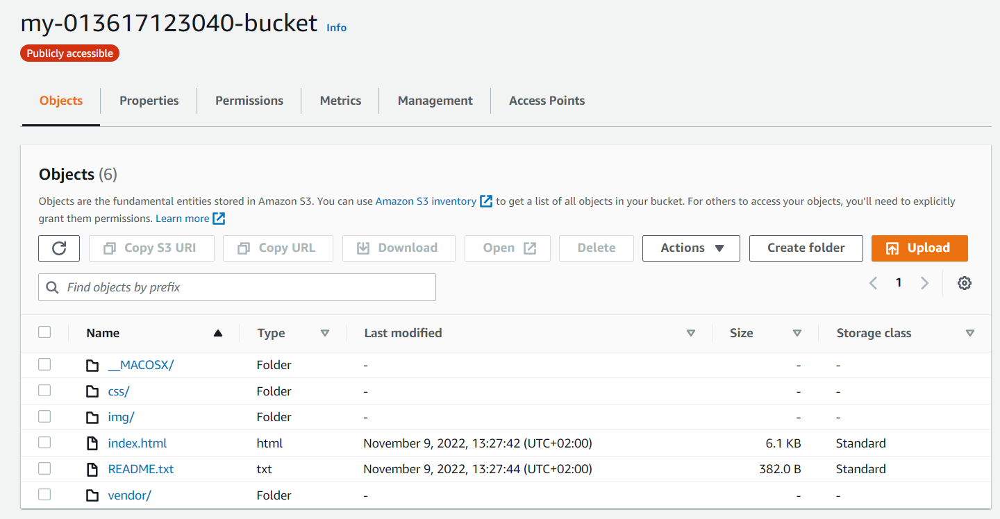 my-013617123040-bucket Info
Publicly accessible
Objects Properties Permissions Metrics Management Access Points
Objects (6)
Objects are the fundamental entities stored in Amazon S3. You can use Amazon S3 inventory to get a list of all objects in your bucket. For others to access your objects, you'll need to explicitly
grant them permissions. Learn more
Copy S3 URI Copy URL Download Open Delete Actions Create folder Upload
Find objects by prefix 1
Name Type Last modified Size Storage class
__MACOSX/ Folder - - -
css/ Folder - - -
img/ Folder - - -
index.html html November 9, 2022, 13:27:42 (UTC+02:00) 6.1 KB Standard
README.txt txt November 9, 2022, 13:27:44 (UTC+02:00) 382.0 B Standard
vendor/ Folder - - -